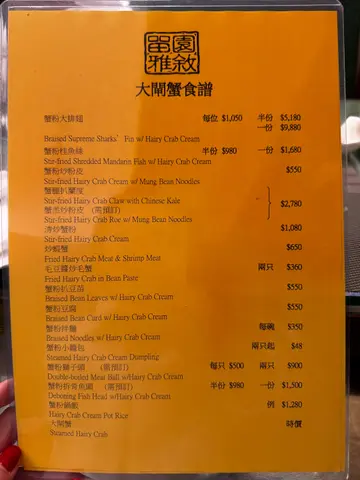 留園雅敘
大閘蟹食譜
蟹粉大排翅 每位 $1,050 半份 $5,180
一份 $9,880
Braised Supreme Sharks' Fin w/ Hairy Crab Cream
蟹粉桂魚絲 半份 $980 一份 $1,680
Stir-fried Shredded Mandarin Fish w/ Hairy Crab Cream
蟹粉炒粉皮 $550
Stir-fried Hairy Crab Cream w/ Mung Bean Noodles
蟹鉗扒蘭度
Stir-fried Hairy Crab Claw with Chinese Kale
蟹羔炒粉皮 (需預訂) $2,780
Stir-fried Hairy Crab Roe w/ Mung Bean Noodles
清炒蟹粉 $1,080
Stir-fried Hairy Crab Cream
炒蝦蟹 $650
Fried Hairy Crab Meat & Shrimp Meat
毛豆醬炒毛蟹 兩只 $360
Fried Hairy Crab in Bean Paste
蟹粉扒豆苗 $550
Braised Bean Leaves w/ Hairy Crab Cream
蟹粉豆腐 $550
Braised Bean Curd w/ Hairy Crab Cream
蟹粉拌麵 每碗 $350
Braised Noodles w/ Hairy Crab Cream
蟹粉小籠包 兩只起 $48
Steamed Hairy Crab Cream Dumpling
蟹粉獅子頭 (需預訂) 每只 $500 兩只 $900
Double-boiled Meat Ball w/Hairy Crab Cream
蟹粉拆青魚頭 (需預訂) 半份 $980 一份 $1,500
Deboning Fish Head w/Hairy Crab Cream
蟹粉鍋飯 例 $1,280
Hairy Crab Cream Pot Rice
大閘蟹 時價
Steamed Hairy Crab